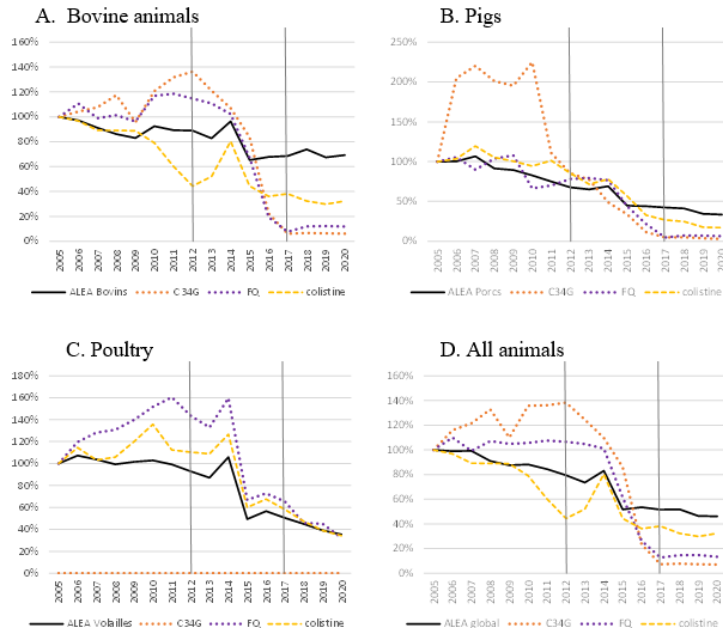 A. Bovine animals
160%
140%
120%
100%
80%
60%
40%
20%
0%
2005 2006 2007 2008 2009 2010 2011 2012 2013 2014 2015 2016 2017 2018 2019 2020
ALEA Bovins C34G FQ colistine
B. Pigs
250%
200%
150%
100%
50%
0%
2005 2006 2007 2008 2009 2010 2011 2012 2013 2014 2015 2016 2017 2018 2019 2020
ALEA Porcs C34G FQ colistine
C. Poultry
180%
160%
140%
120%
100%
80%
60%
40%
20%
0%
2005 2006 2007 2008 2009 2010 2011 2012 2013 2014 2015 2016 2017 2018 2019 2020
ALEA Volailles C34G FQ colistine
D. All animals
160%
140%
120%
100%
80%
60%
40%
20%
0%
2005 2006 2007 2008 2009 2010 2011 2012 2013 2014 2015 2016 2017 2018 2019 2020
ALEA global C34G FQ colistine